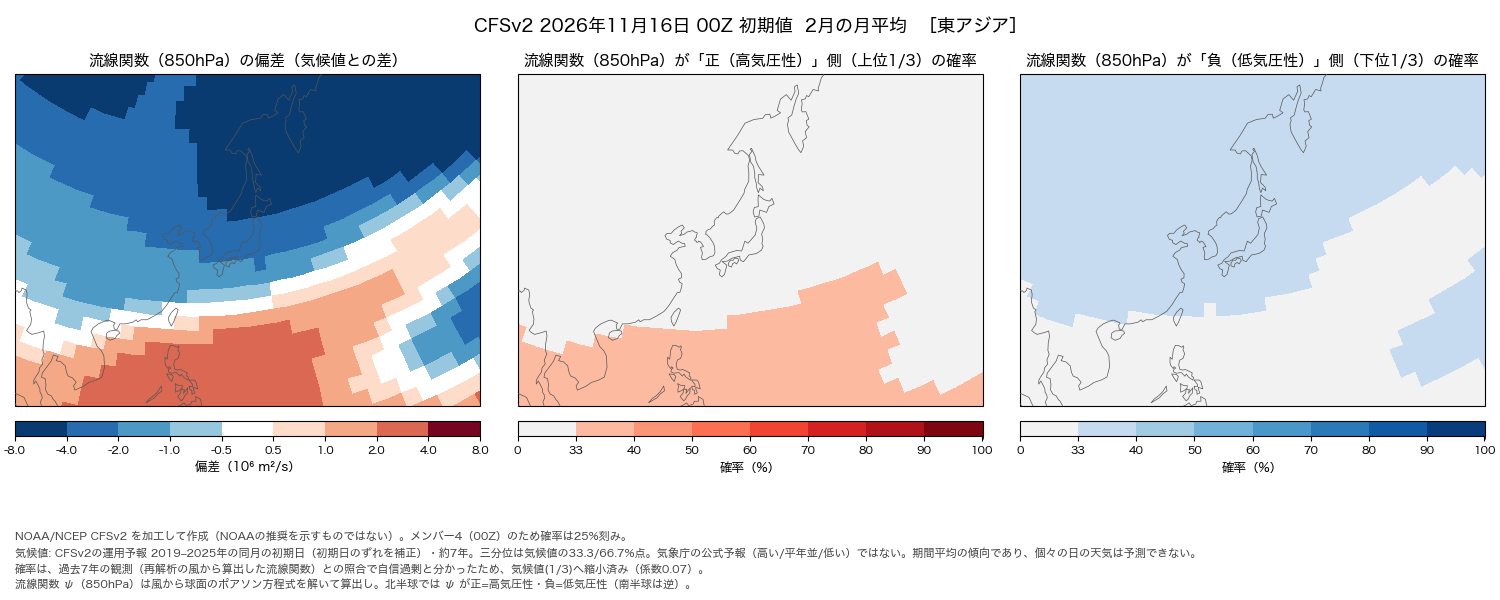 CFSv2 2026年11月16日 00Z 初期値 2月の月平均 ［東アジア］
流線関数（850hPa）の偏差（気候値との差）
流線関数（850hPa）が「正（高気圧性）」側（上位1/3）の確率
流線関数（850hPa）が「負（低気圧性）」側（下位1/3）の確率
-8.0 -4.0 -2.0 -1.0 -0.5 0.5 1.0 2.0 4.0 8.0
偏差（10⁶ m²/s）
0 33 40 50 60 70 80 90 100
確率（%）
0 33 40 50 60 70 80 90 100
確率（%）
NOAA/NCEP CFSv2 を加工して作成（NOAAの推奨を示すものではない）。メンバー4（00Z）のため確率は25%刻み。
気候値: CFSv2の運用予報 2019–2025年の同月の初期日（初期日のずれを補正）・約7年。三分位は気候値の33.3/66.7%点。気象庁の公式予報（高い/平年並/低い）ではない。期間平均の傾向であり、個々の日の天気は予測できない。
確率は、過去7年の観測（再解析の風から算出した流線関数）との照合で自信過剰と分かったため、気候値(1/3)へ縮小済み（係数0.07）。
流線関数 ψ（850hPa）は風から球面のポアソン方程式を解いて算出し。北半球では ψ が正=高気圧性・負=低気圧性（南半球は逆）。